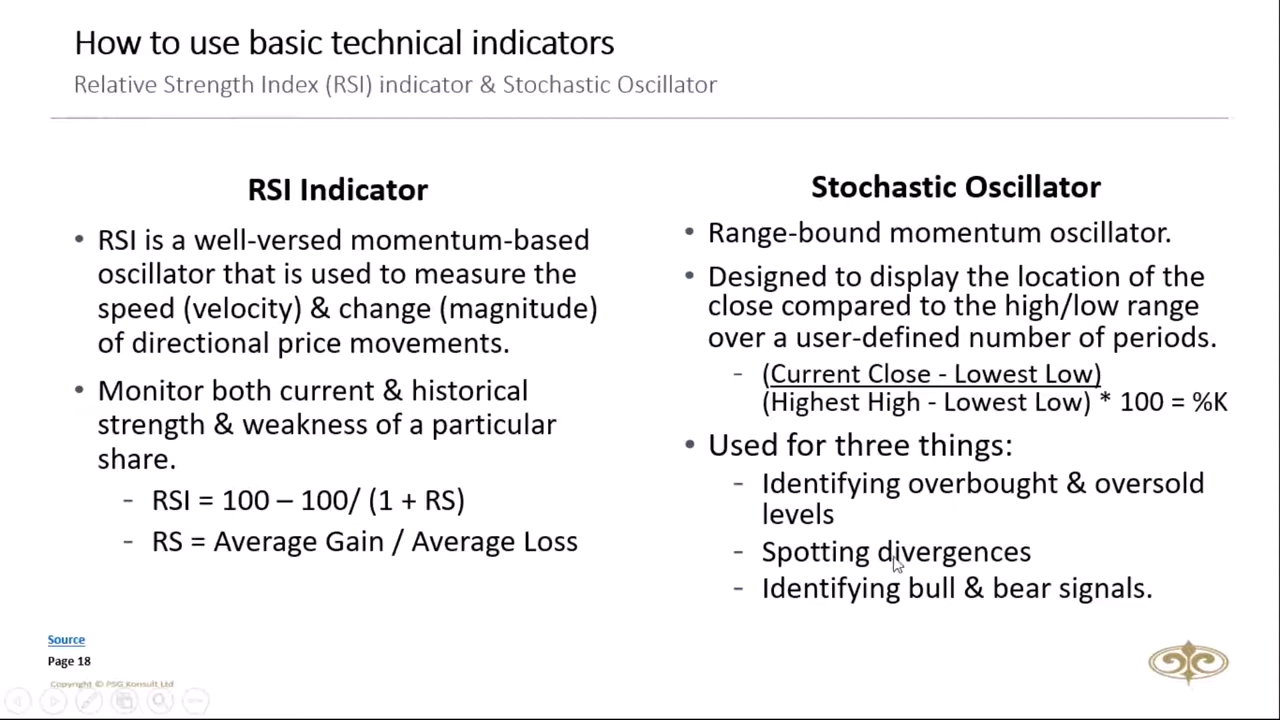 How to use basic technical indicators
Relative Strength Index (RSI) indicator & Stochastic Oscillator
RSI Indicator
• RSI is a well-versed momentum-based
oscillator that is used to measure the
speed (velocity) & change (magnitude)
of directional price movements.
• Monitor both current & historical
strength & weakness of a particular
share.
- RSI = 100 – 100/ (1 + RS)
- RS = Average Gain / Average Loss
Stochastic Oscillator
• Range-bound momentum oscillator.
• Designed to display the location of the
close compared to the high/low range
over a user-defined number of periods.
- (Current Close - Lowest Low)
(Highest High - Lowest Low) * 100 = %K
• Used for three things:
- Identifying overbought & oversold
levels
- Spotting divergences
- Identifying bull & bear signals.
Source
Page 18
Copyright © PSG Konsult Ltd